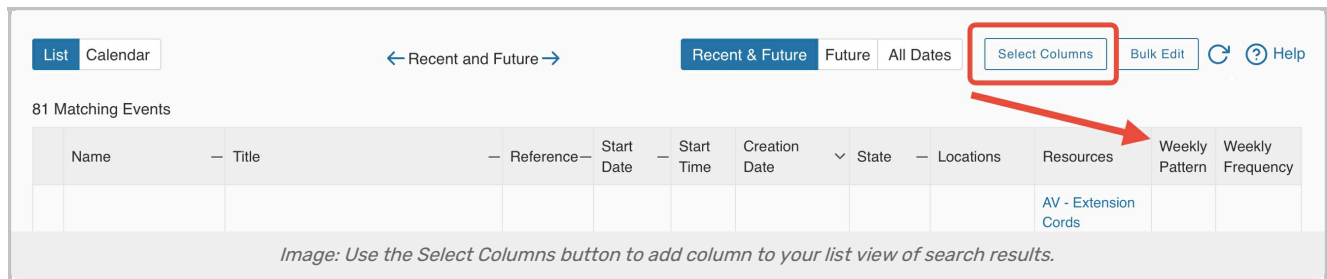 List Calendar ← Recent and Future → Recent & Future Future All Dates Select Columns Bulk Edit Help
81 Matching Events
Name Title Reference Start Date Start Time Creation Date State Locations Resources Weekly Pattern Weekly Frequency
AV - Extension
Cords
Image: Use the Select Columns button to add column to your list view of search results.